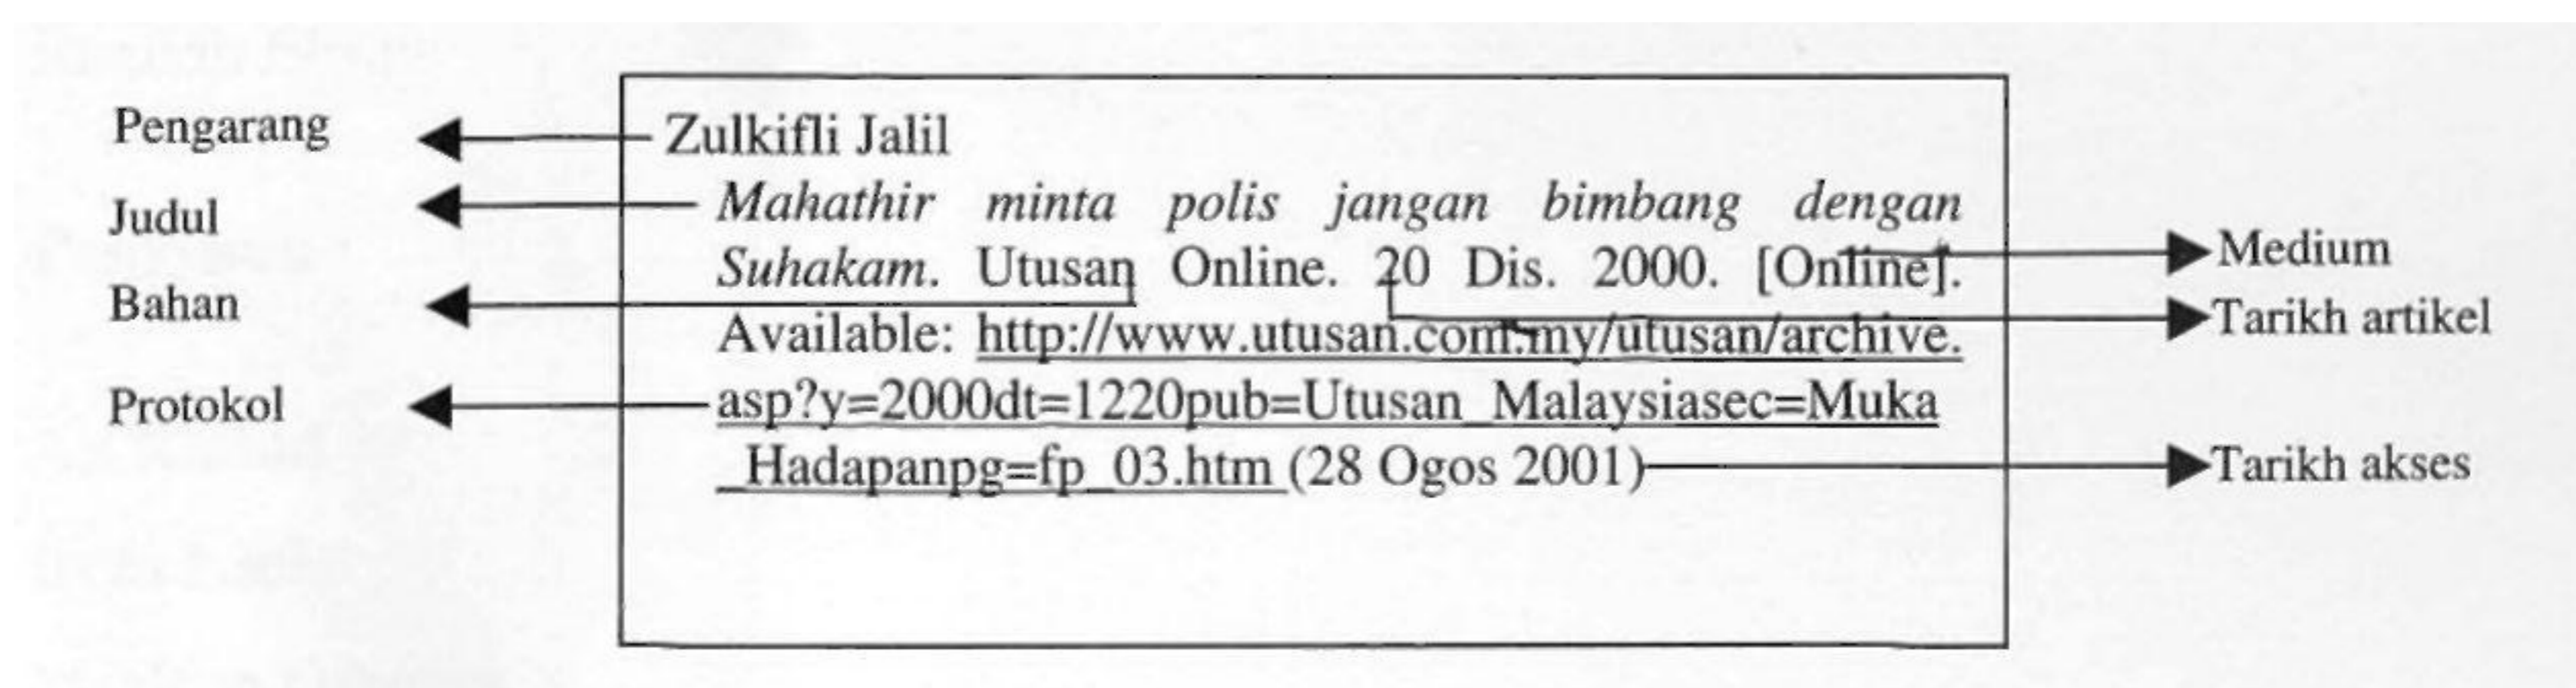 Pengarang
Zulkifli Jalil
Judul
Mahathir minta polis jangan bimbang dengan
Suhakam. Utusan Online. 20 Dis. 2000. [Online].
Medium
Bahan
Tarikh artikel
Available: http://www.utusan.com.my/utusan/archive.
Protokol
asp?y=2000dt=1220pub=Utusan_Malaysiasec=Muka
_Hadapanpg=fp_03.htm (28 Ogos 2001)
Tarikh akses